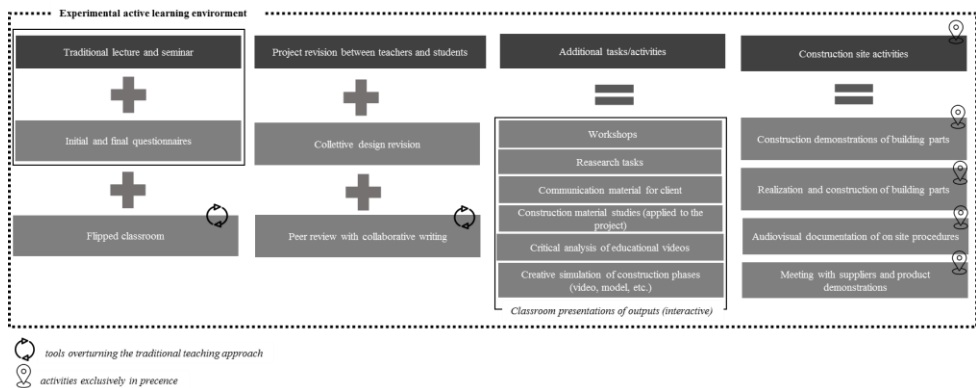 Experimental active learning envirorment
Traditional lecture and seminar
Initial and final questionnaires
Flipped classroom
Project revision between teachers and students
Collettive design revision
Peer review with collaborative writing
Additional tasks/activities
Workshops
Reasearch tasks
Communication material for client
Construction material studies (applied to the
project)
Critical analysis of educational videos
Creative simulation of construction phases
(video, model, etc.)
Classroom presentations of outputs (interactive)
Construction site activities
Construction demonstrations of building parts
Realization and construction of building parts
Audiovisual documentation of on site procedures
Meeting with suppliers and product
demonstrations
tools overturning the traditional teaching approach
activities exclusively in precence